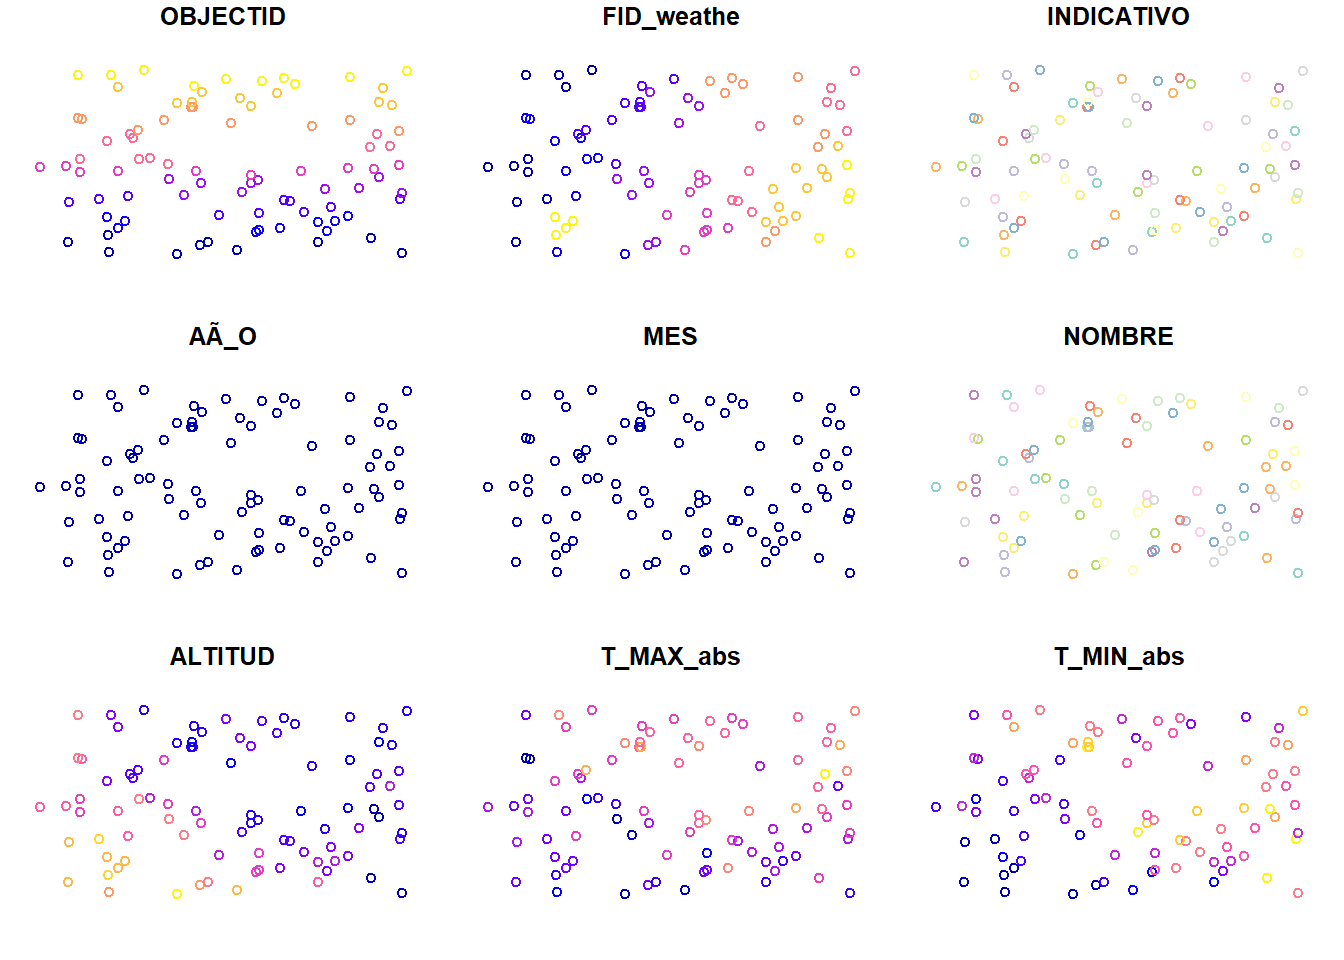 OBJECTID
FID_weathe
INDICATIVO
AÃ_O
MES
NOMBRE
ALTITUD
T_MAX_abs
T_MIN_abs